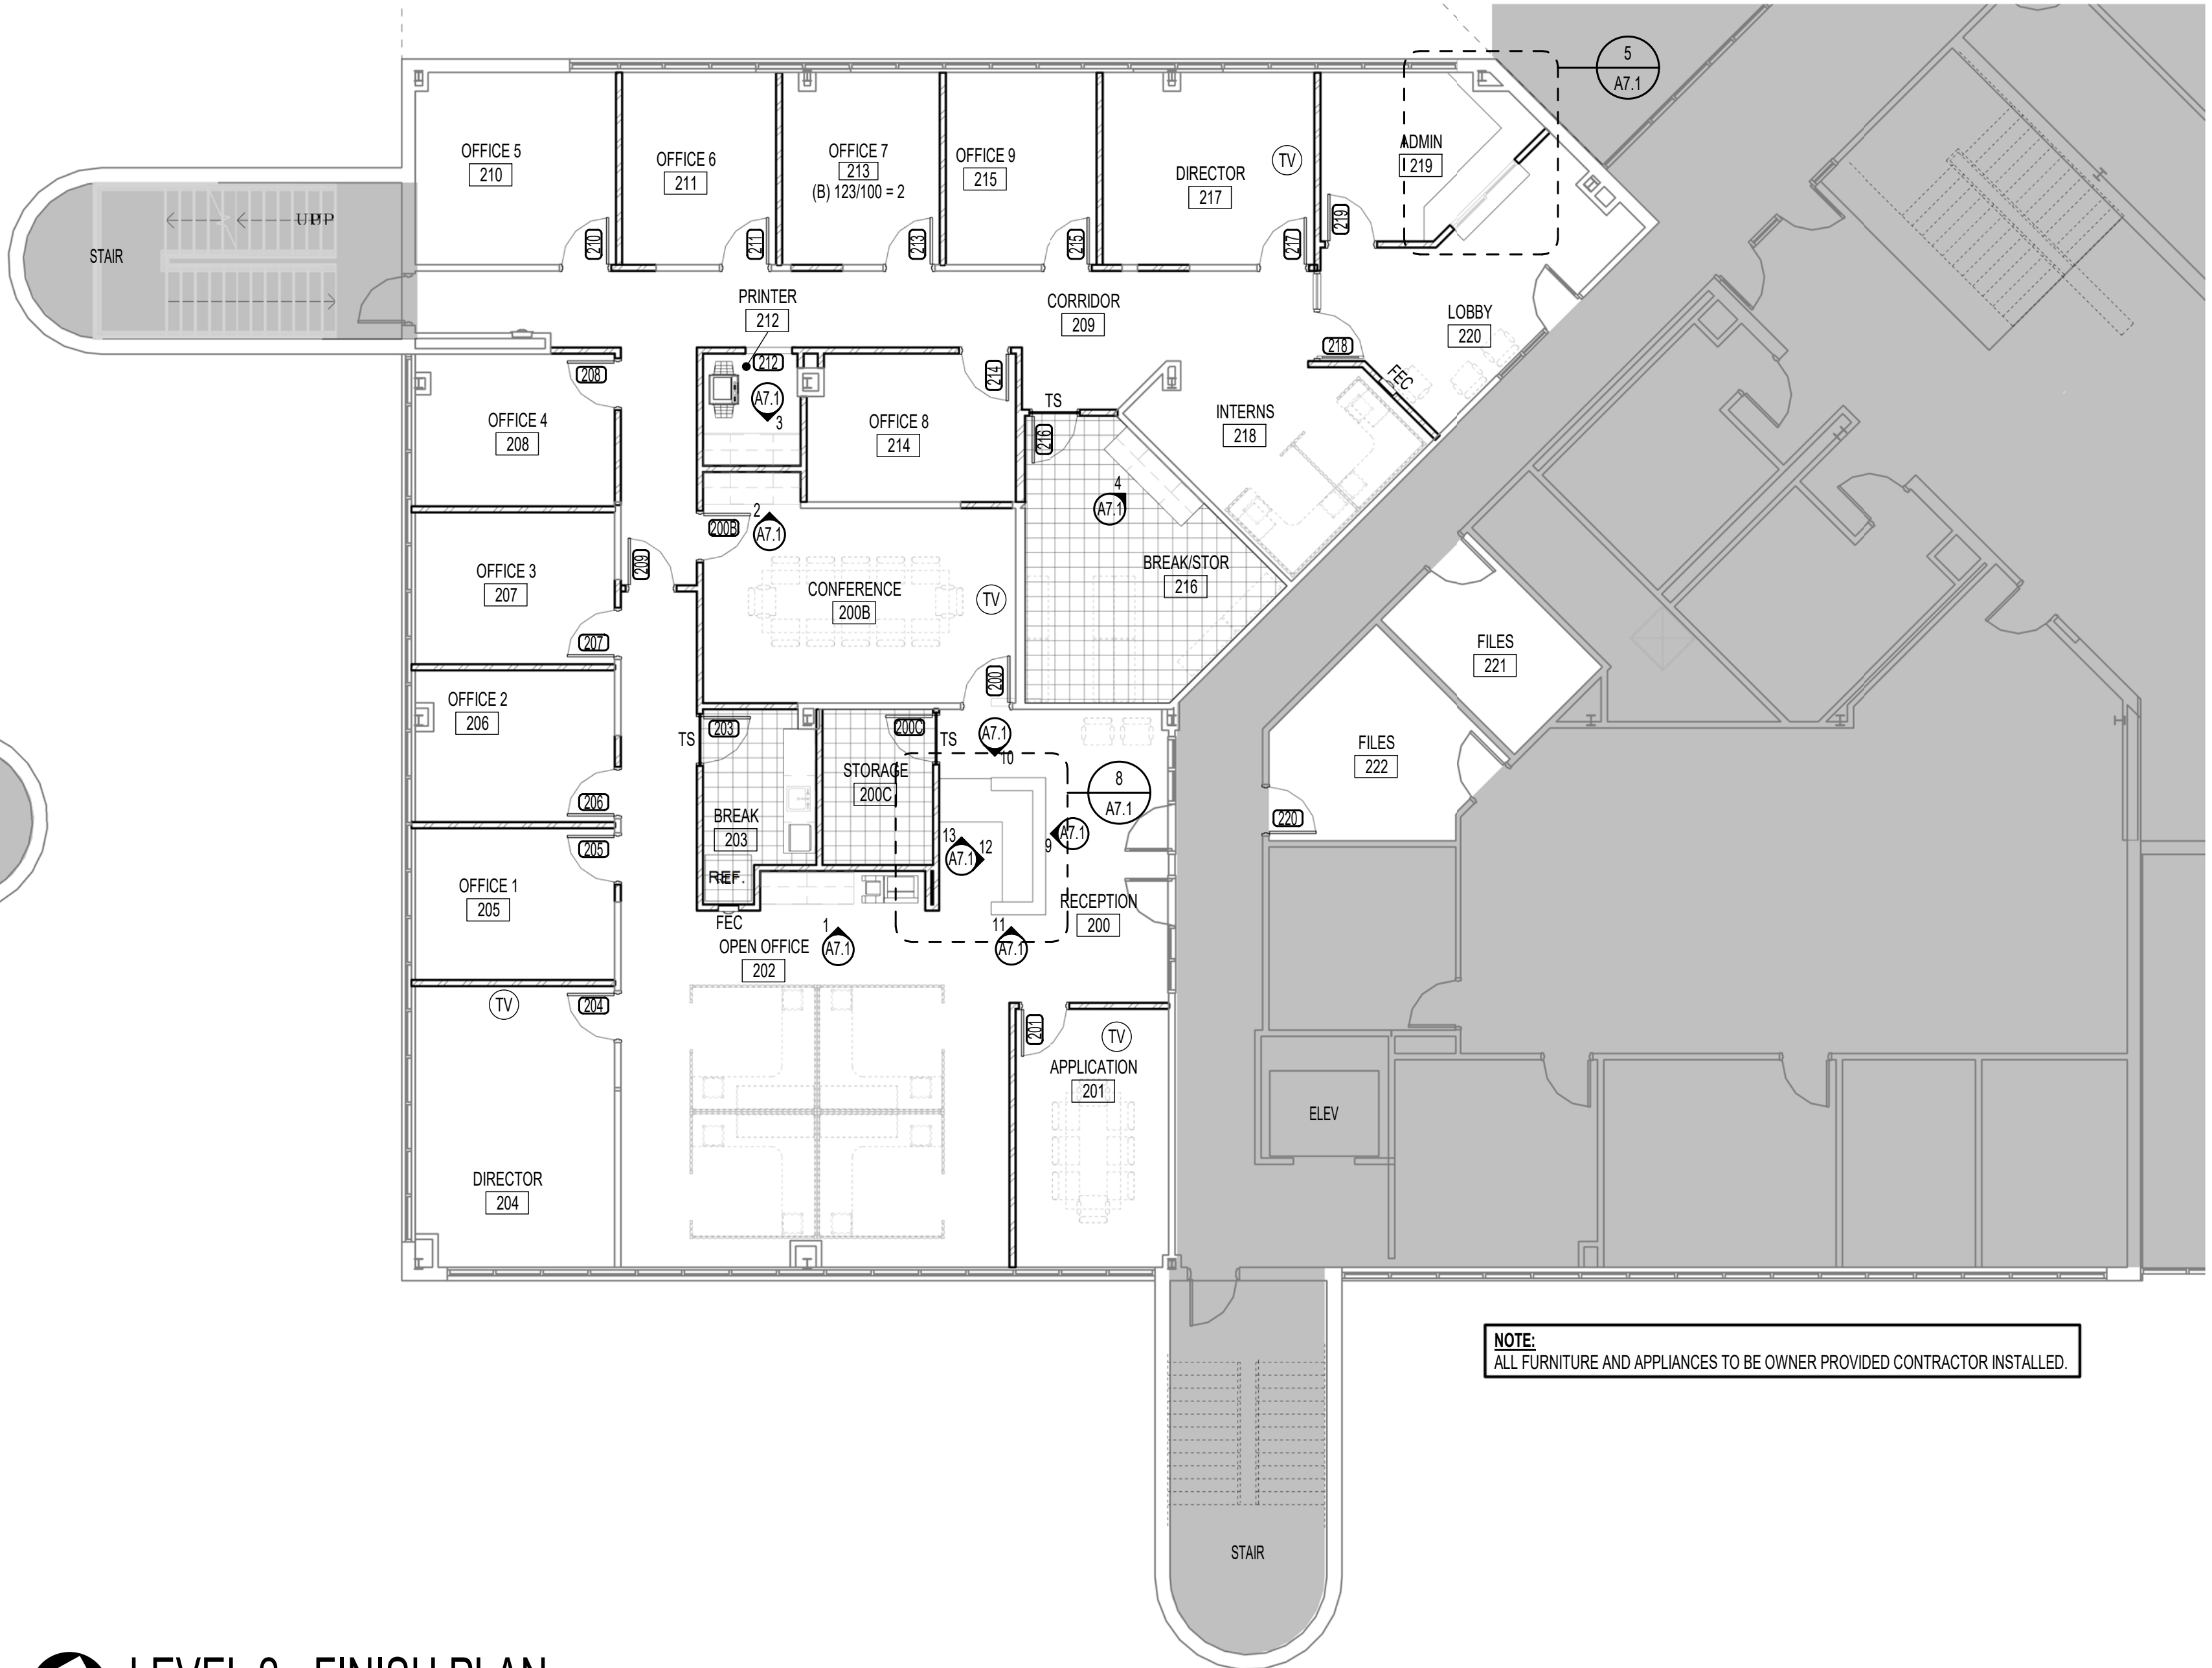 5
A7.1
OFFICE 5
210
OFFICE 6
211
OFFICE 7
213
(B) 123/100 = 2
OFFICE 9
215
DIRECTOR
217
TV
ADMIN
219
STAIR
210
211
213
215
217
219
PRINTER
212
CORRIDOR
209
LOBBY
220
218
FEC
208
212
A7.1
3
214
OFFICE 4
208
OFFICE 8
214
TS
216
INTERNS
218
4
A7.1
200B
2
A7.1
209
OFFICE 3
207
CONFERENCE
200B
TV
BREAK/STOR
216
207
FILES
221
OFFICE 2
206
200
TS
203
200C
TS
A7.1
10
FILES
222
STORAGE
200C
8
A7.1
206
BREAK
203
13
A7.1
12
9
A7.1
220
205
REF.
OFFICE 1
205
FEC
RECEPTION
200
OPEN OFFICE
202
1
A7.1
11
A7.1
TV
204
201
TV
APPLICATION
201
ELEV
DIRECTOR
204
NOTE:
ALL FURNITURE AND APPLIANCES TO BE OWNER PROVIDED CONTRACTOR INSTALLED.
STAIR
FINISH PLAN